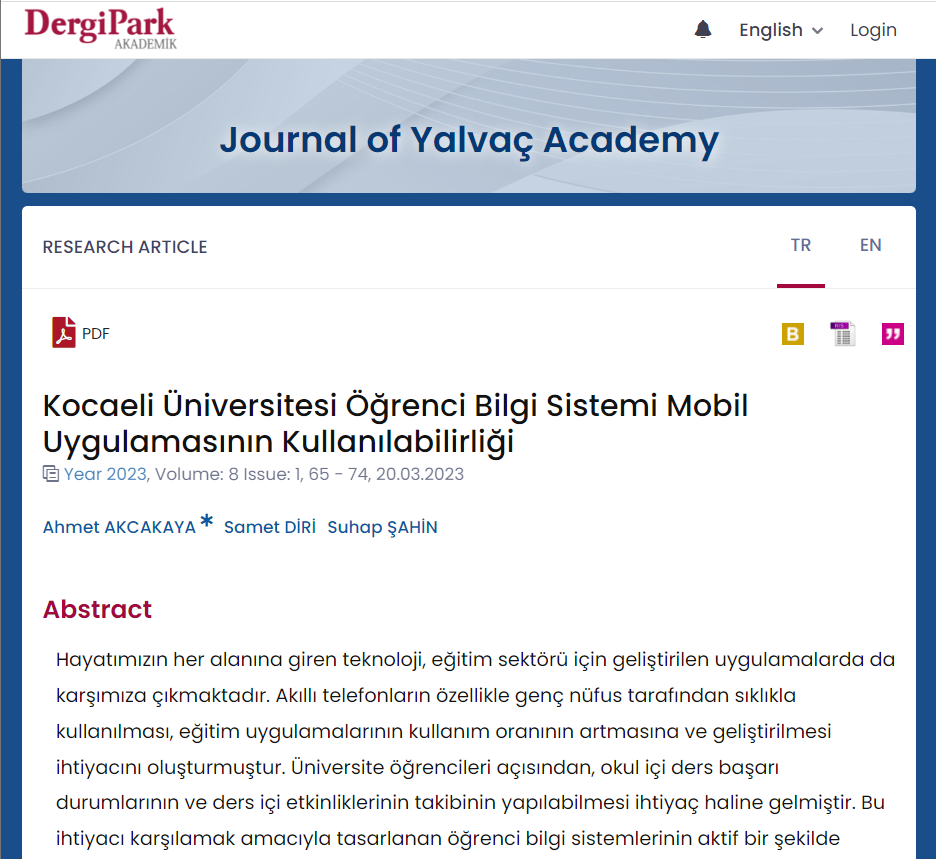 DergiPark
AKADEMİK
English
Login
Journal of Yalvaç Academy
RESEARCH ARTICLE
TR
EN
PDF
B
RIS
Kocaeli Üniversitesi Öğrenci Bilgi Sistemi Mobil
Uygulamasının Kullanılabilirliği
Year 2023, Volume: 8 Issue: 1, 65 - 74, 20.03.2023
Ahmet AKCAKAYA * Samet DİRİ Suhap ŞAHİN
Abstract
Hayatımızın her alanına giren teknoloji, eğitim sektörü için geliştirilen uygulamalarda da
karşımıza çıkmaktadır. Akıllı telefonların özellikle genç nüfus tarafından sıklıkla
kullanılması, eğitim uygulamalarının kullanım oranının artmasına ve geliştirilmesi
ihtiyacını oluşturmuştur. Üniversite öğrencileri açısından, okul içi ders başarı
durumlarının ve ders içi etkinliklerinin takibinin yapılabilmesi ihtiyaç haline gelmiştir. Bu
ihtiyacı karşılamak amacıyla tasarlanan öğrenci bilgi sistemlerinin aktif bir şekilde